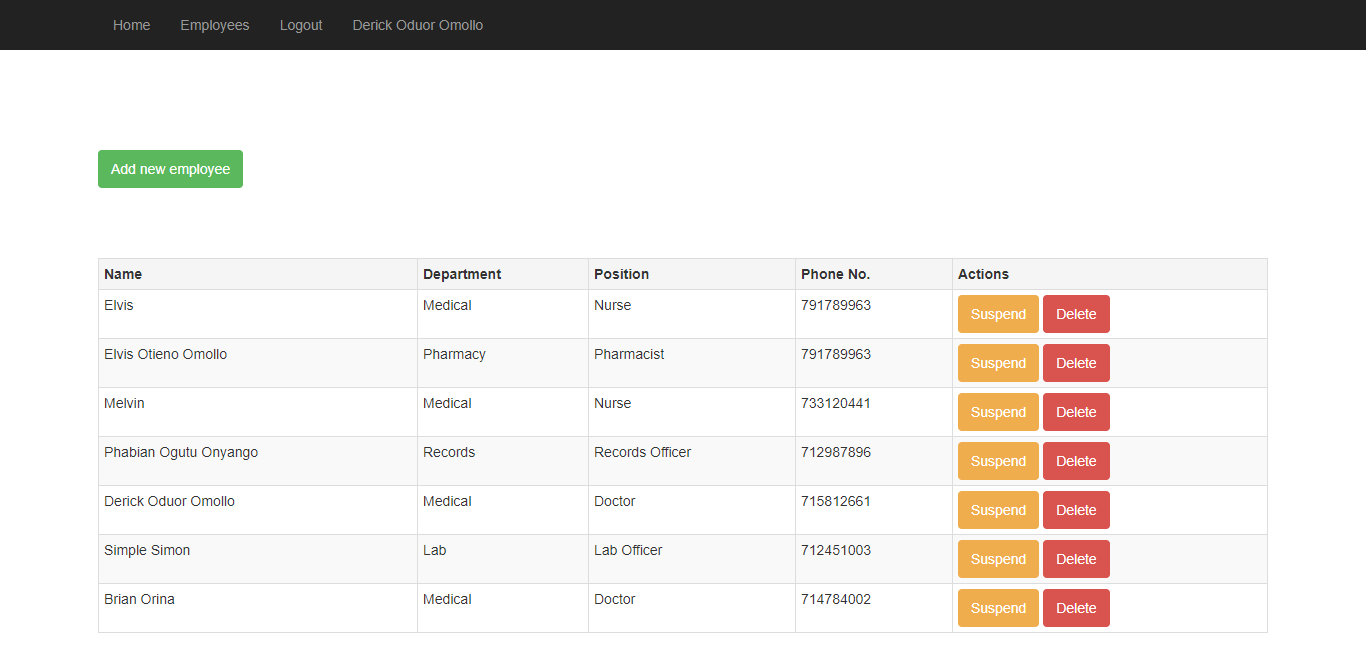 Home Employees Logout Derick Oduor Omollo
Add new employee
Name Department Position Phone No. Actions
Elvis Medical Nurse 791789963 Suspend Delete
Elvis Otieno Omollo Pharmacy Pharmacist 791789963 Suspend Delete
Melvin Medical Nurse 733120441 Suspend Delete
Phabian Ogutu Onyango Records Records Officer 712987896 Suspend Delete
Derick Oduor Omollo Medical Doctor 715812661 Suspend Delete
Simple Simon Lab Lab Officer 712451003 Suspend Delete
Brian Orina Medical Doctor 714784002 Suspend Delete